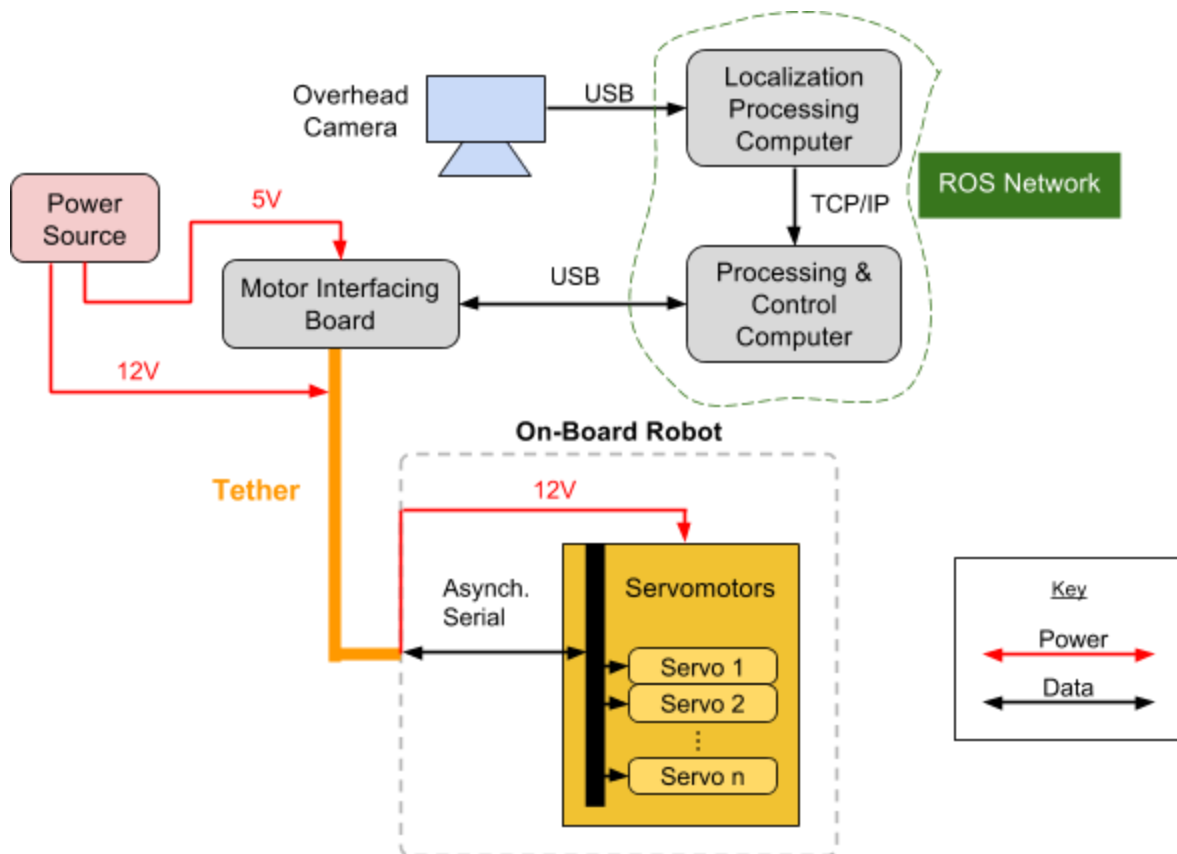 Overhead
Camera
USB
Localization
Processing
Computer
ROS Network
TCP/IP
Power
Source
5V
Motor Interfacing
Board
USB
Processing &
Control
Computer
12V
On-Board Robot
Tether
12V
Asynch.
Serial
Servomotors
Servo 1
Servo 2
⋮
Servo n
Key
Power
Data